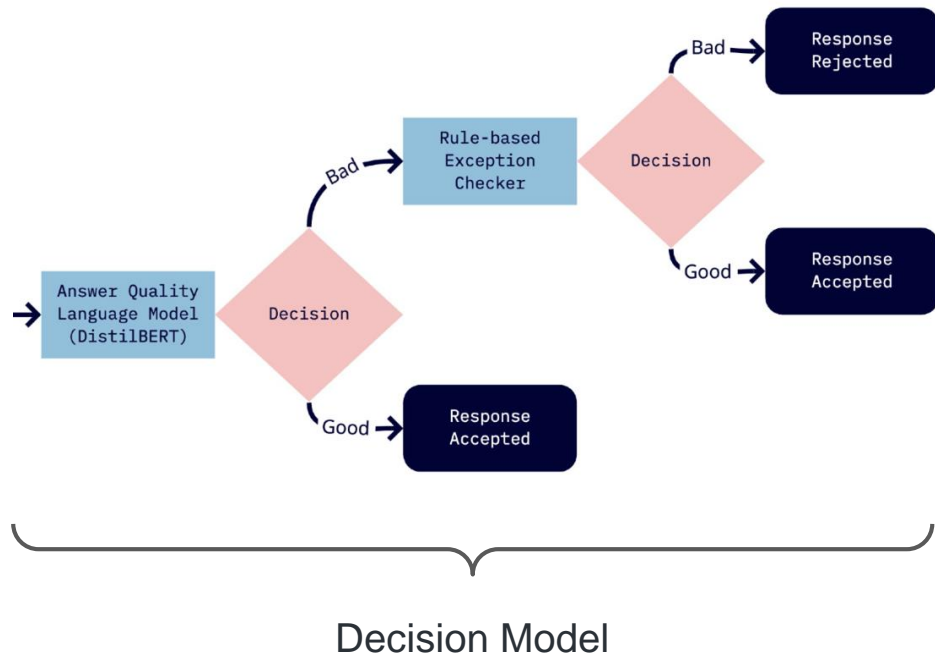 Answer Quality
Language Model
(DistilBERT)
Decision
Bad
Good
Response
Accepted
Rule-based
Exception
Checker
Decision
Bad
Response
Rejected
Good
Response
Accepted
Decision Model